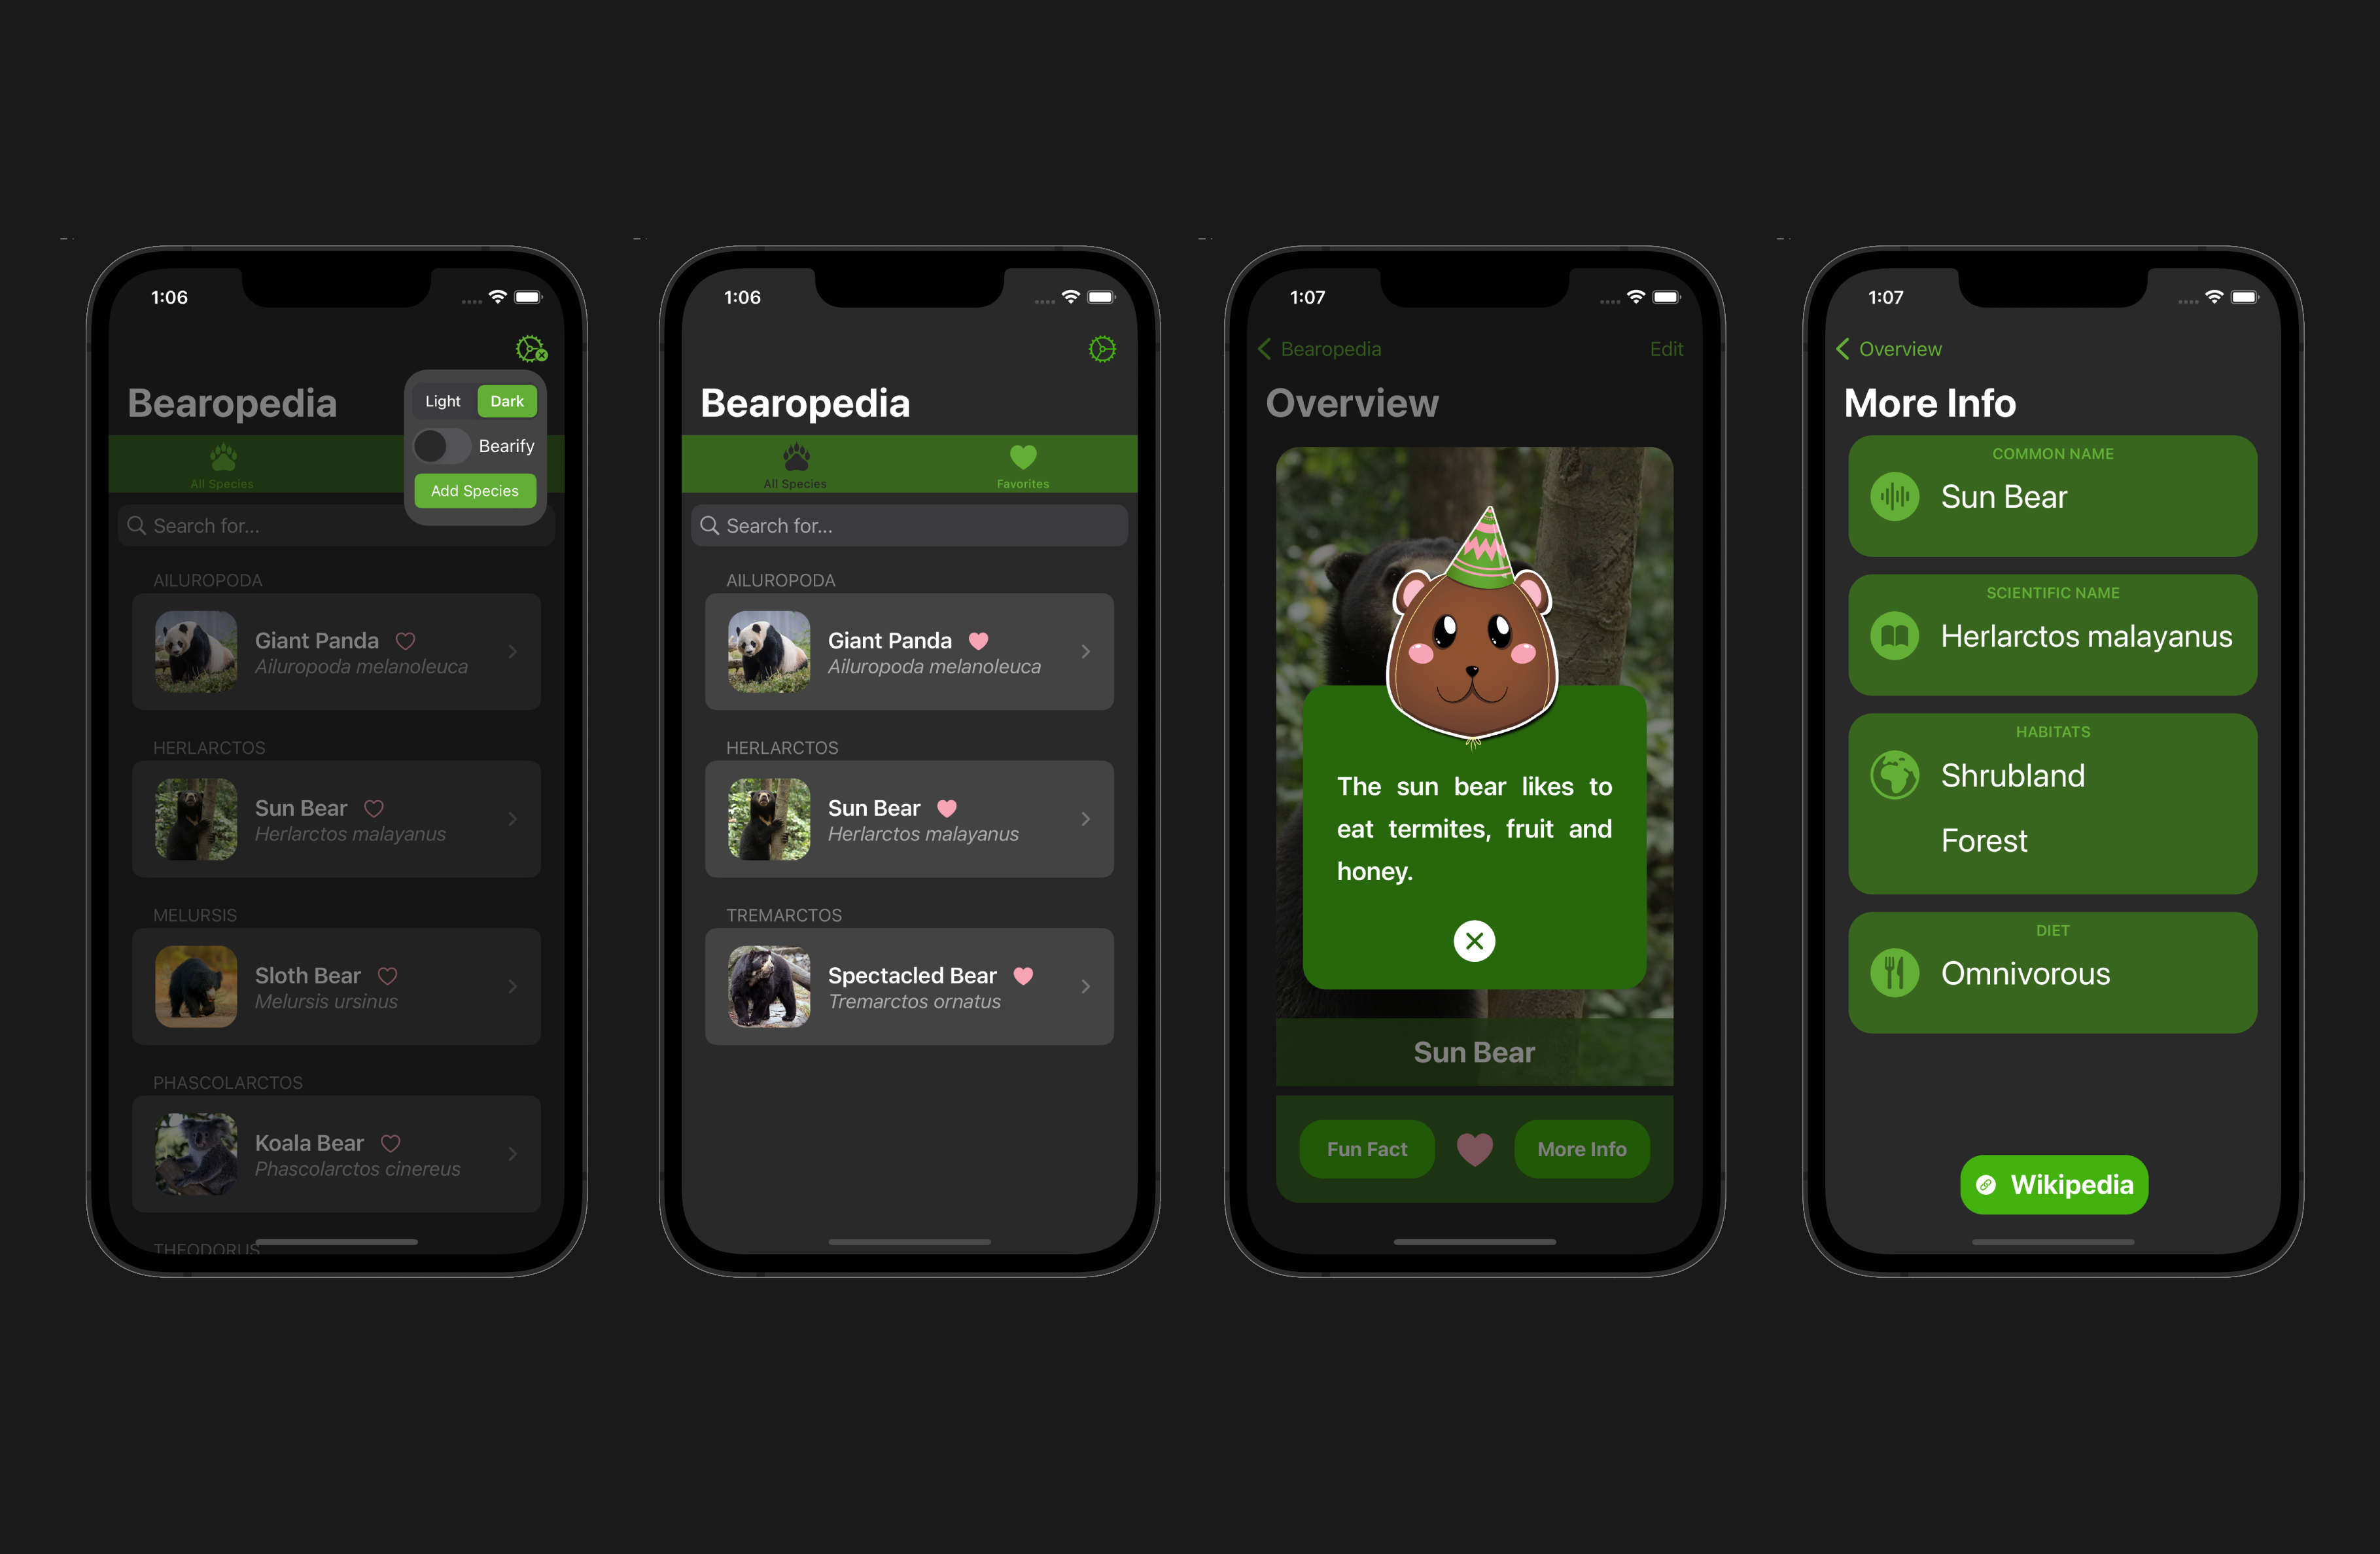 1:06
Bearopedia
Light
Dark
Bearify
Add Species
All Species
Search for...
AILUROPODA
Giant Panda
Ailuropoda melanoleuca
HERLARCTOS
Sun Bear
Herlarctos malayanus
MELURSIS
Sloth Bear
Melursis ursinus
PHASCOLARCTOS
Koala Bear
Phascolarctos cinereus
THEODORUS
1:06
Bearopedia
All Species
Favorites
Search for...
AILUROPODA
Giant Panda
Ailuropoda melanoleuca
HERLARCTOS
Sun Bear
Herlarctos malayanus
TREMARCTOS
Spectacled Bear
Tremarctos ornatus
1:07
Bearopedia
Edit
Overview
The sun bear likes to
eat termites, fruit and
honey.
Sun Bear
Fun Fact
More Info
1:07
Overview
More Info
COMMON NAME
Sun Bear
SCIENTIFIC NAME
Herlarctos malayanus
HABITATS
Shrubland
Forest
DIET
Omnivorous
Wikipedia